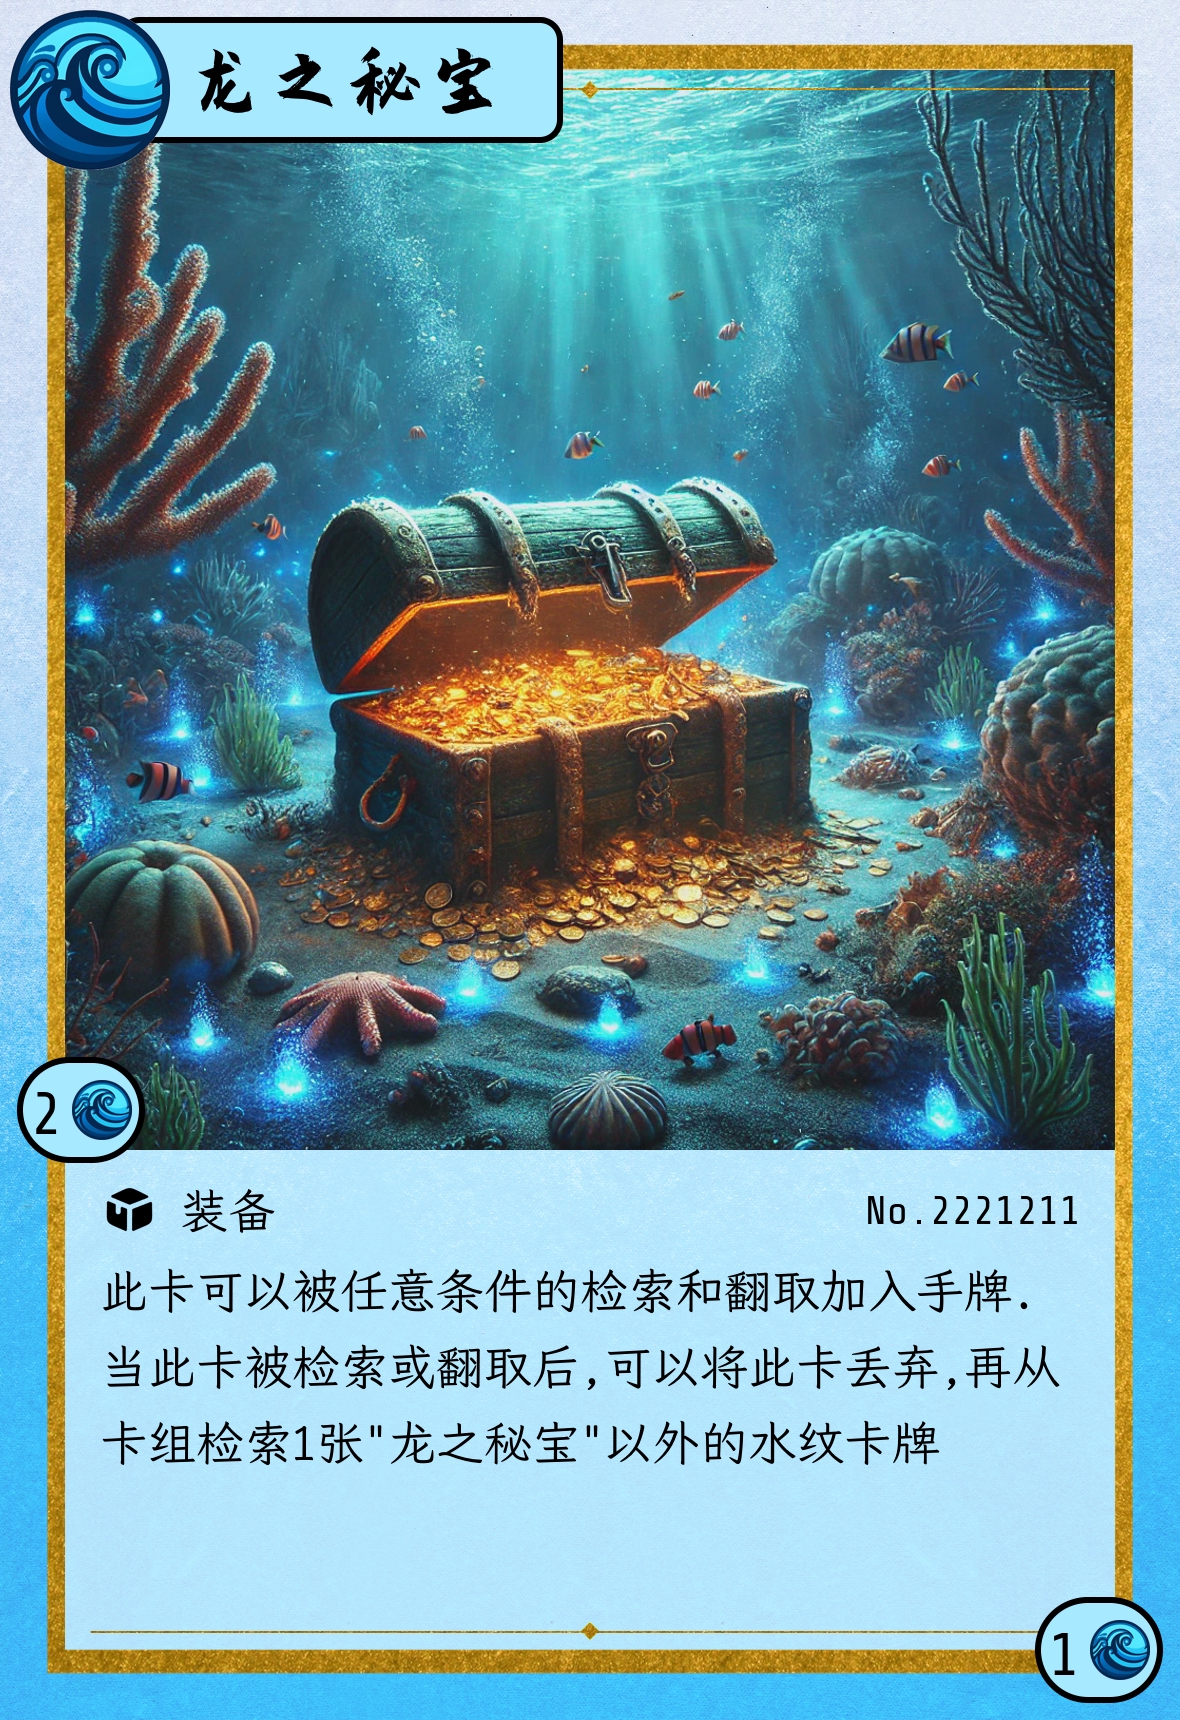 龙之秘宝
2
装备
No.2221211
此卡可以被任意条件的检索和翻取加入手牌.
当此卡被检索或翻取后,可以将此卡丢弃,再从
卡组检索1张"龙之秘宝"以外的水纹卡牌
1